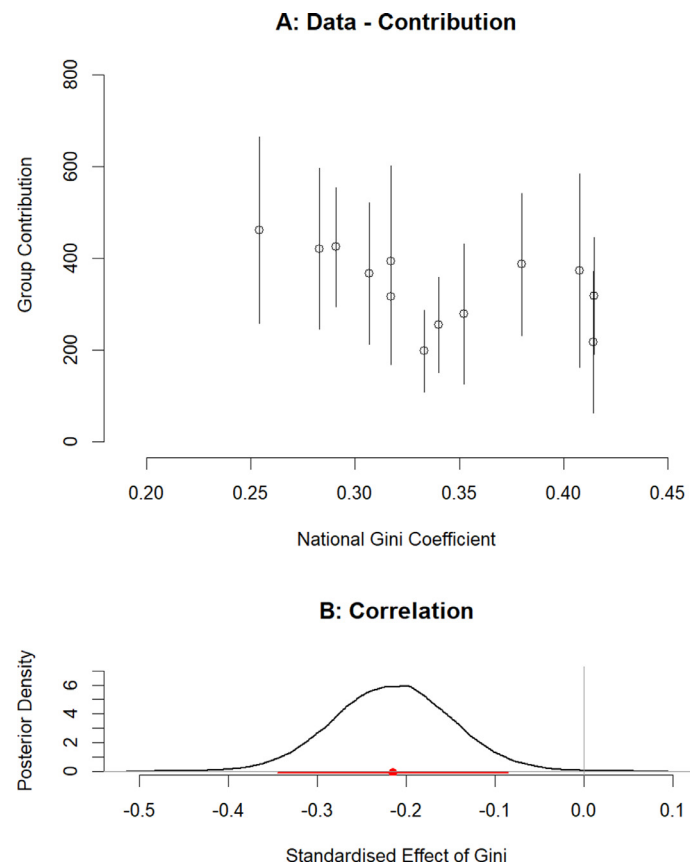 A: Data - Contribution
800
600
400
200
0
Group Contribution
0.20 0.25 0.30 0.35 0.40 0.45
National Gini Coefficient
B: Correlation
6
4
2
0
Posterior Density
-0.5 -0.4 -0.3 -0.2 -0.1 0.0 0.1
Standardised Effect of Gini